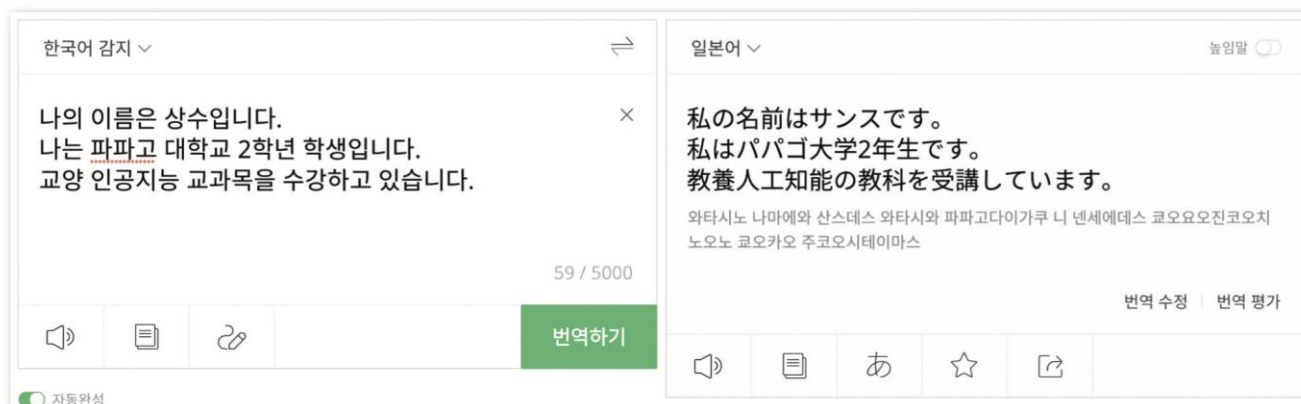 한국어 감지
나의 이름은 상수입니다.
나는 파파고 대학교 2학년 학생입니다.
교양 인공지능 교과목을 수강하고 있습니다.
59 / 5000
번역하기
자동완성
일본어
높임말
私の名前はサンスです。
私はパパゴ大学2年生です。
教養人工知能の教科を受講しています。
와타시노 나마에와 산스데스 와타시와 파파고다이가쿠 니 넨세에데스 쿄오요오진코오치
노오노 쿄오카오 주코오시테이마스
번역 수정 번역 평가
あ